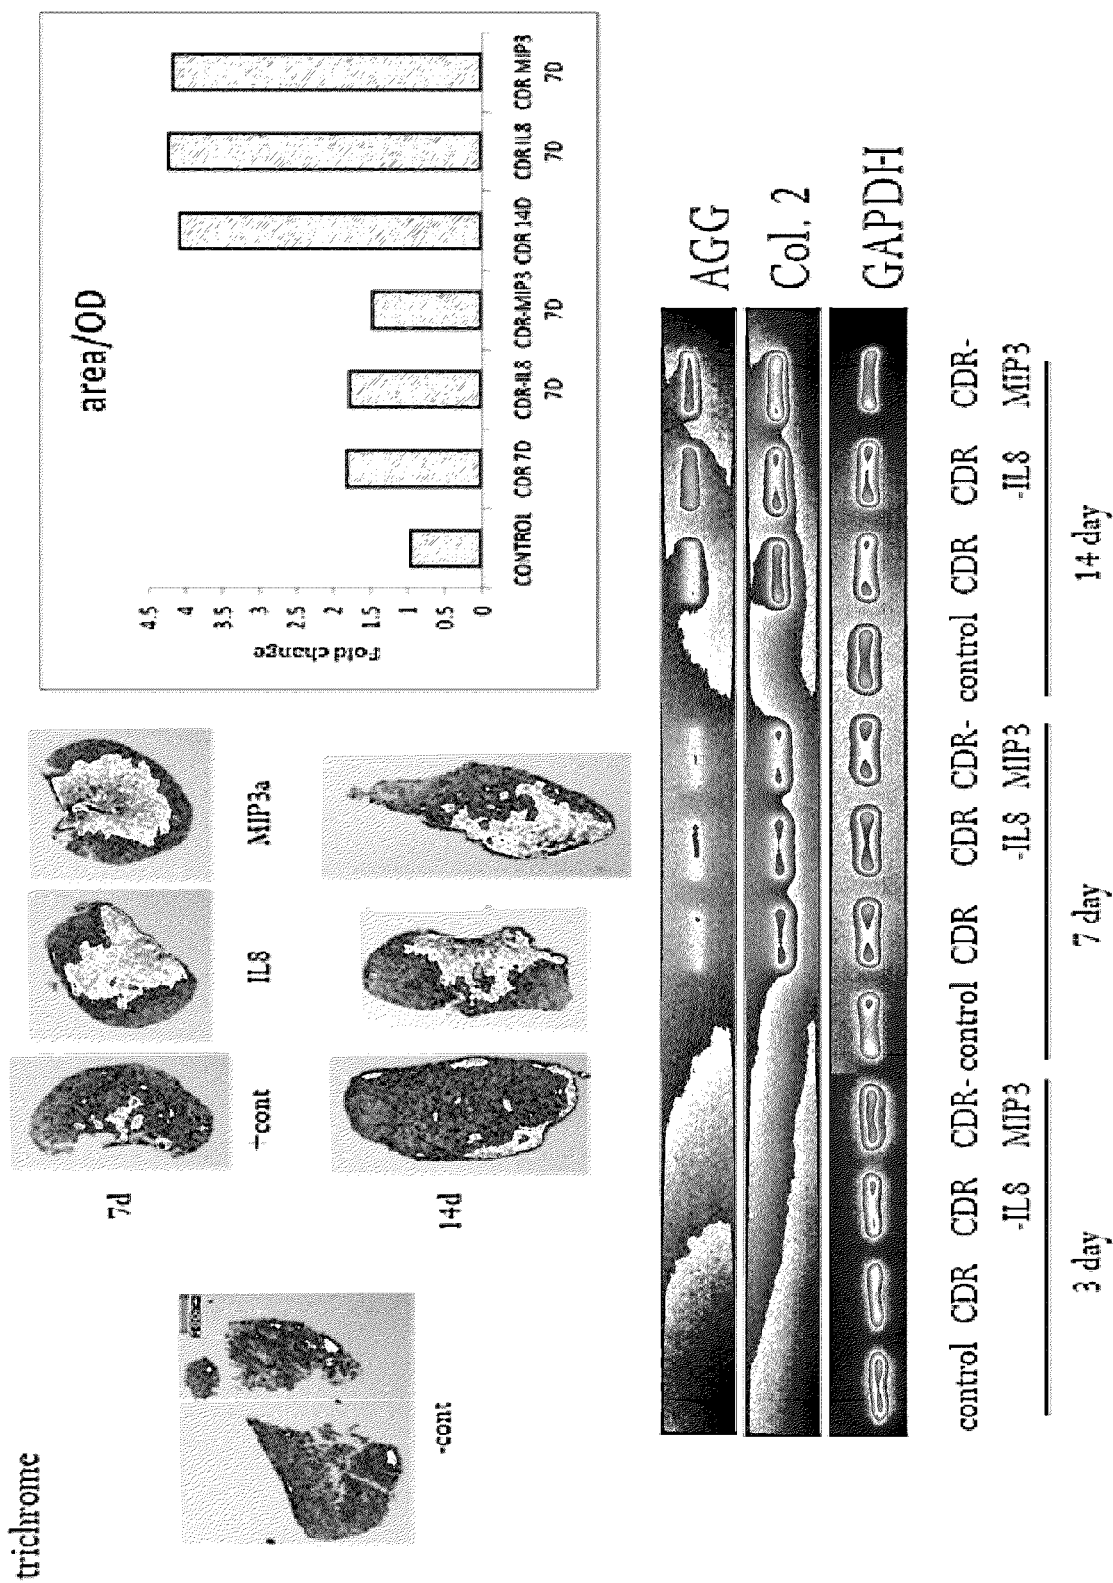 trichrome
-cont
7d
+cont
IL8
MIP3a
14d
area/OD
Fold change
4.5
4
3.5
3
2.5
2
1.5
1
0.5
0
CONTROL CDR 7D CDR-IL8 CDR-MIP3 CDR 14D CDR IL8 CDR MIP3
7D 7D 7D 7D
AGG
Col. 2
GAPDH
control CDR CDR CDR- control CDR CDR CDR- control CDR CDR CDR-
-IL8 MIP3 -IL8 MIP3 -IL8 MIP3
3 day 7 day 14 day